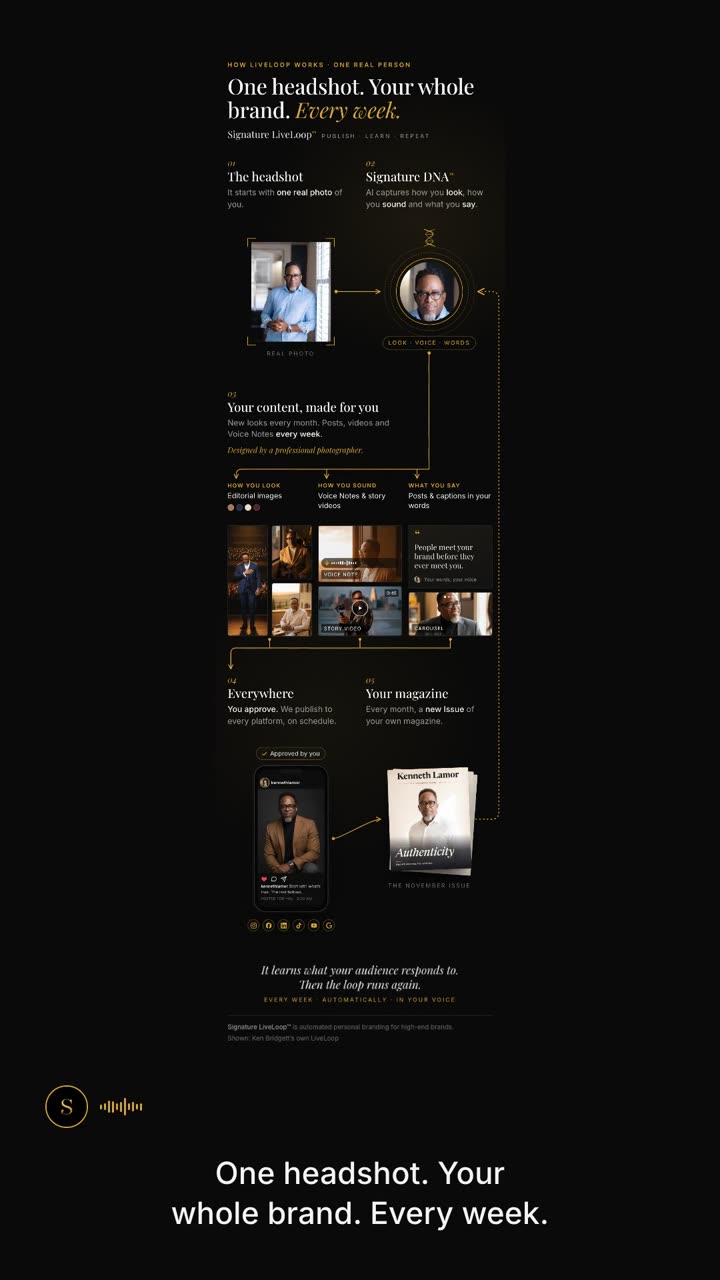 HOW LIVELOOP WORKS · ONE REAL PERSON
One headshot. Your whole
brand. Every week.
Signature LiveLoop™ PUBLISH · LEARN · REPEAT
01
The headshot
It starts with one real photo of
you.
02
Signature DNA™
AI captures how you look, how
you sound and what you say.
REAL PHOTO
LOOK · VOICE · WORDS
03
Your content, made for you
New looks every month. Posts, videos and
Voice Notes every week.
Designed by a professional photographer.
HOW YOU LOOK
Editorial images
HOW YOU SOUND
Voice Notes & story
videos
WHAT YOU SAY
Posts & captions in your
words
VOICE NOTE
0:45
STORY VIDEO
“
People meet your
brand before they
ever meet you.
Your words, your voice
CAROUSEL
04
Everywhere
You approve. We publish to
every platform, on schedule.
05
Your magazine
Every month, a new Issue of
your own magazine.
✓ Approved by you
kennethlamor
kennethlamor
Kenneth Lamor
Authenticity
THE NOVEMBER ISSUE
It learns what your audience responds to.
Then the loop runs again.
EVERY WEEK · AUTOMATICALLY · IN YOUR VOICE
Signature LiveLoop™ is automated personal branding for high-end brands.
Shown: Ken Bridgett's own LiveLoop
S
One headshot. Your
whole brand. Every week.